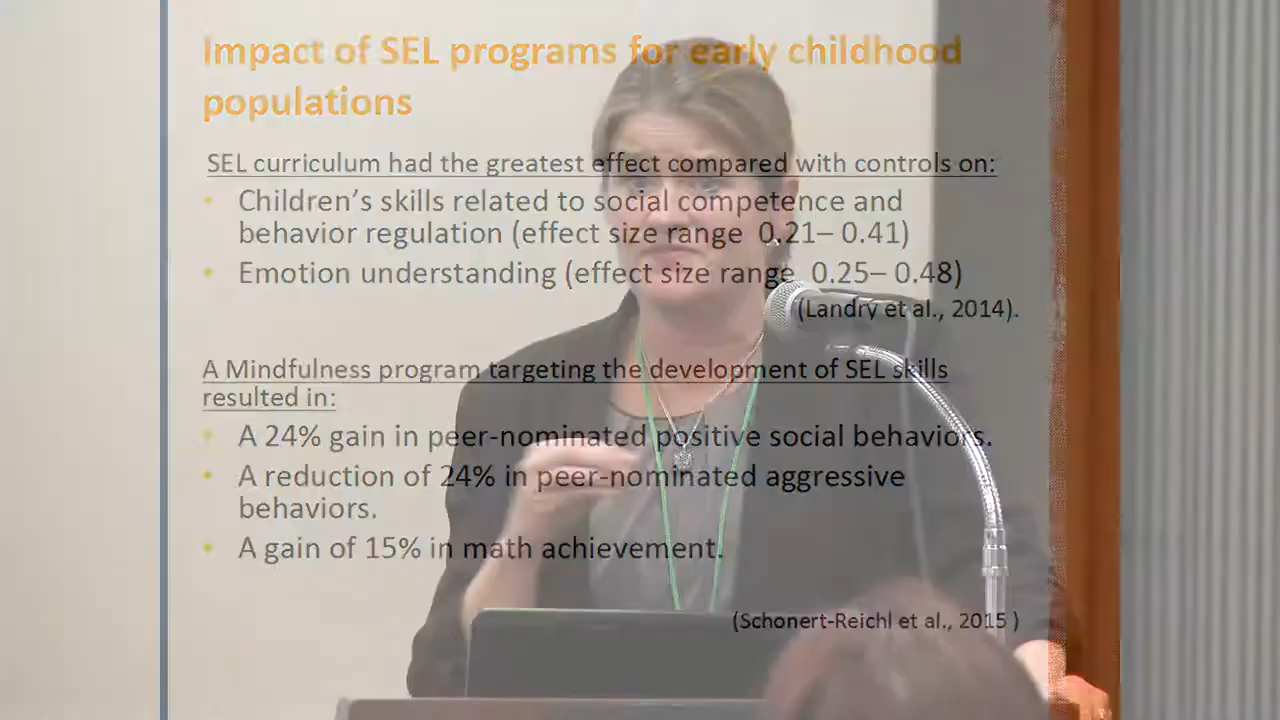 Impact of SEL programs for early childhood
populations
SEL curriculum had the greatest effect compared with controls on:
• Children’s skills related to social competence and
behavior regulation (effect size range 0.21– 0.41)
• Emotion understanding (effect size range 0.25– 0.48)
(Landry et al., 2014).
A Mindfulness program targeting the development of SEL skills
resulted in:
• A 24% gain in peer-nominated positive social behaviors.
• A reduction of 24% in peer-nominated aggressive
behaviors.
• A gain of 15% in math achievement.
(Schonert-Reichl et al., 2015 )